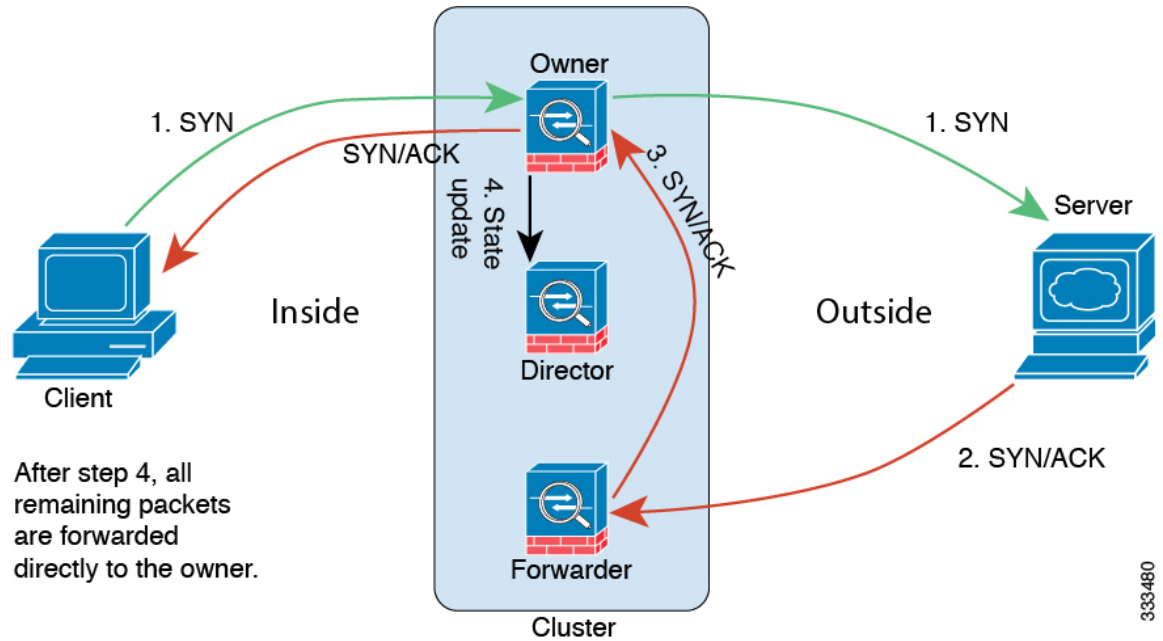 Owner
1. SYN
1. SYN
SYN/ACK
3. SYN/ACK
4. State
update
Server
Inside
Outside
Director
Client
2. SYN/ACK
After step 4, all
remaining packets
are forwarded
directly to the owner.
Forwarder
Cluster
333480